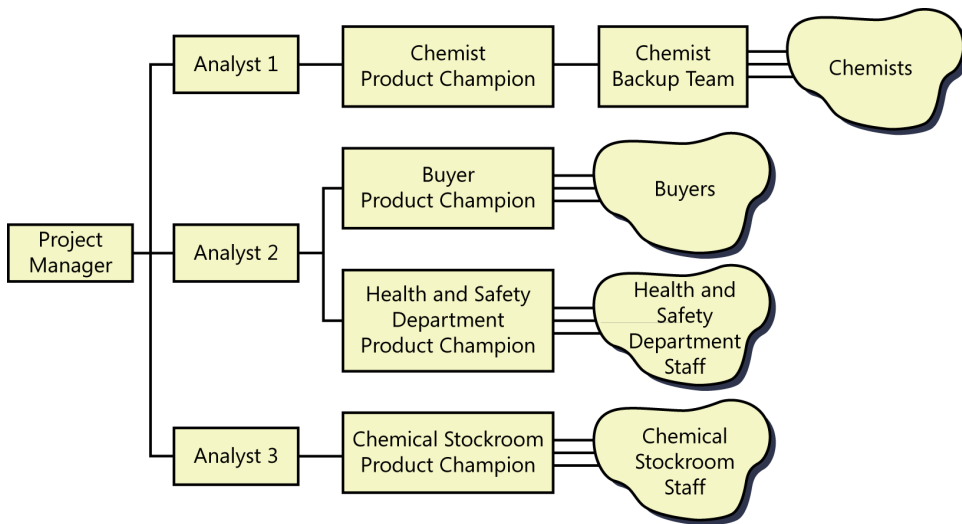 Analyst 1
Chemist
Product Champion
Chemist
Backup Team
Chemists
Project
Manager
Analyst 2
Buyer
Product Champion
Buyers
Health and Safety
Department
Product Champion
Health and
Safety
Department
Staff
Analyst 3
Chemical Stockroom
Product Champion
Chemical
Stockroom
Staff